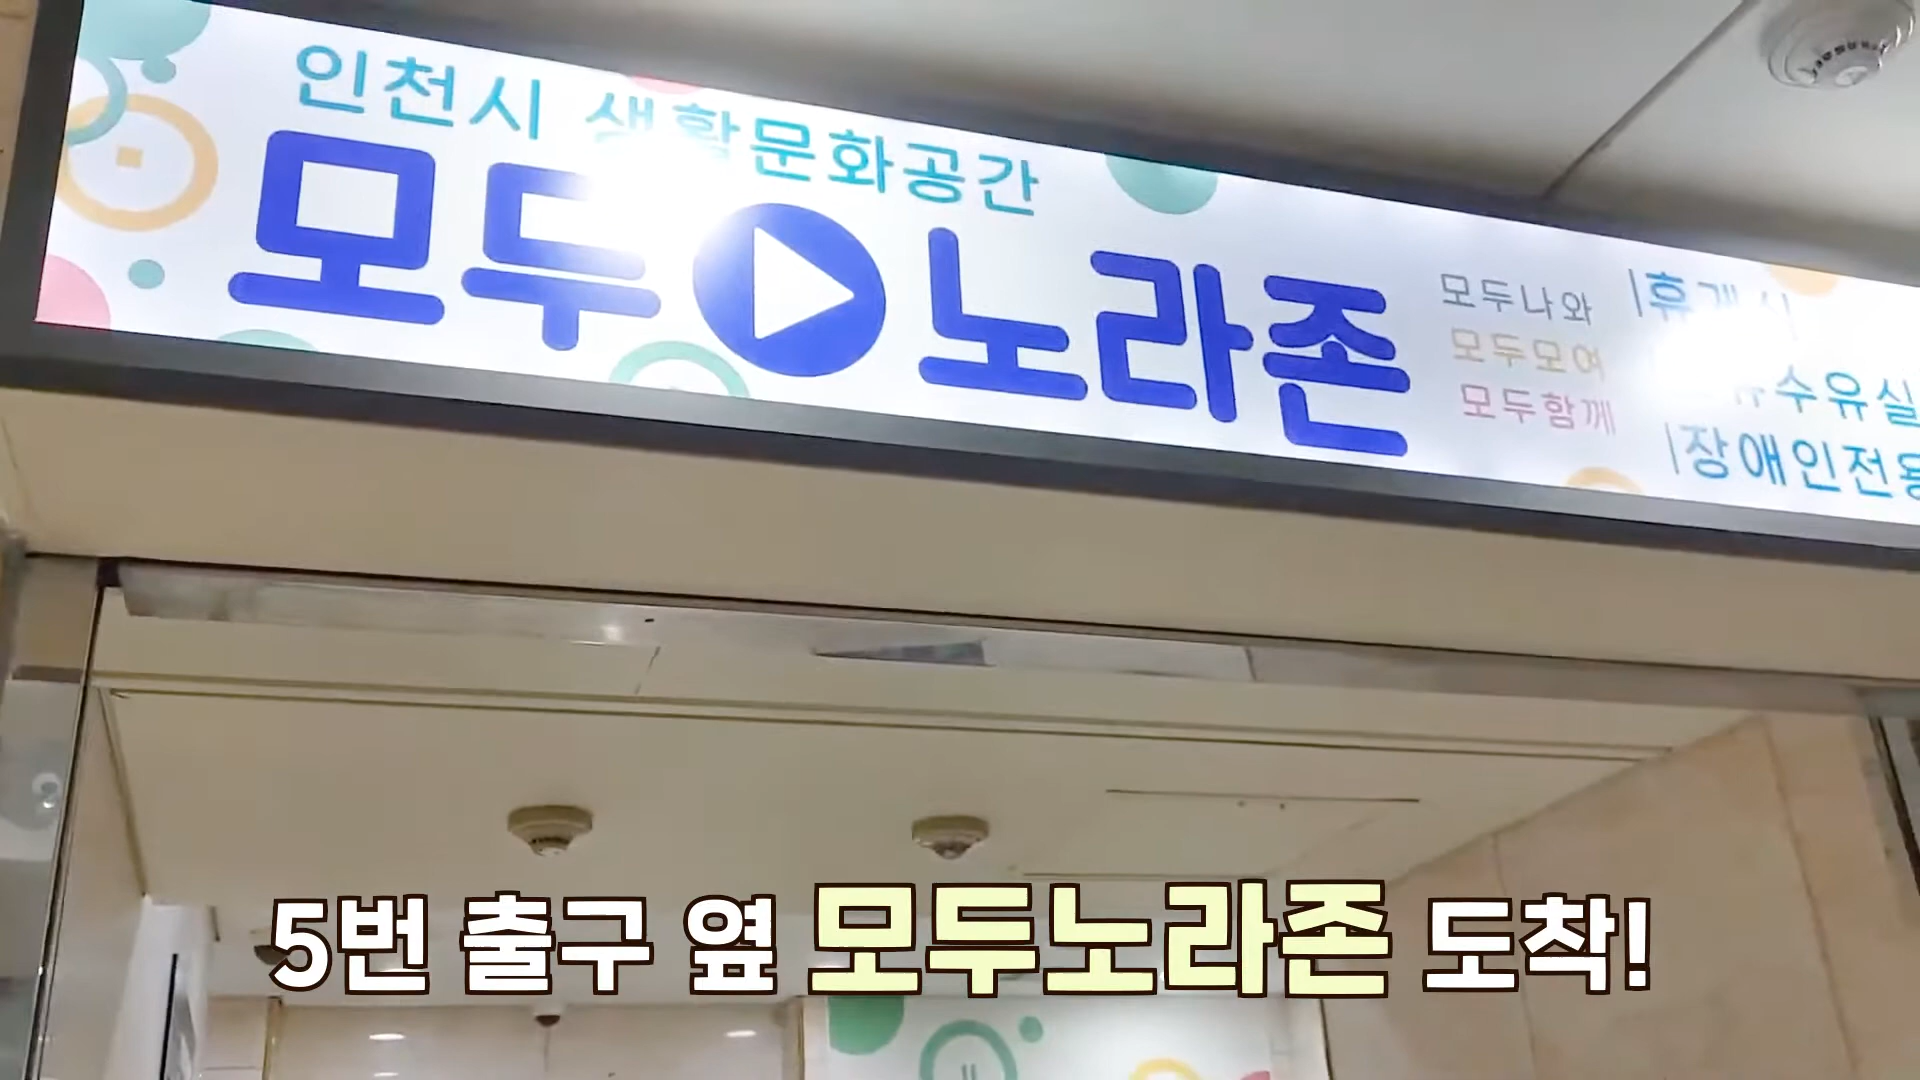 인천시 생활문화공간
모두 노라존
모두나와
모두모여
모두함께
휴게실
수유실
장애인전용
5번 출구 옆 모두노라존 도착!